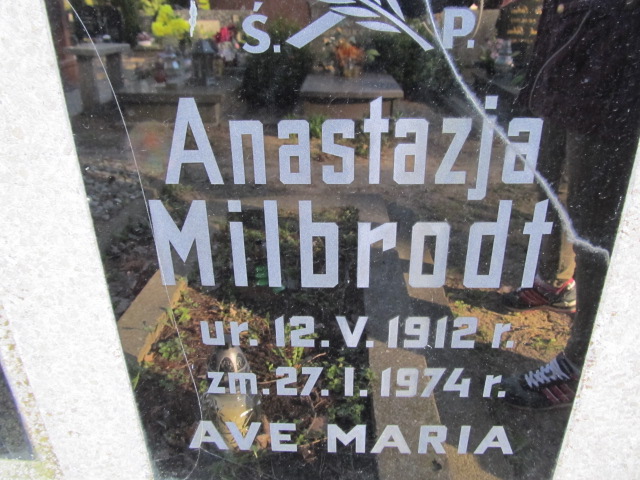 Ś. P.
Anastazja
Milbrodt
ur. 12. V. 1912 r.
zm. 27. I. 1974 r.
AVE MARIA